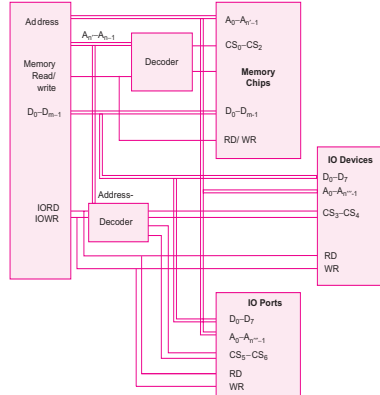 Address
Memory
Read/
write
D₀–Dₘ₋₁
IORD
IOWR
Aₙ–Aₙ₋₁
Decoder
Address-
Decoder
A₀–Aₙ'₋₁
CS₀–CS₂
Memory
Chips
D₀–Dₘ₋₁
RD/ WR
IO Devices
D₀–D₇
A₀–Aₙ'''₋₁
CS₃–CS₄
RD
WR
IO Ports
D₀–D₇
A₀–Aₙ'''₋₁
CS₅–CS₆
RD
WR